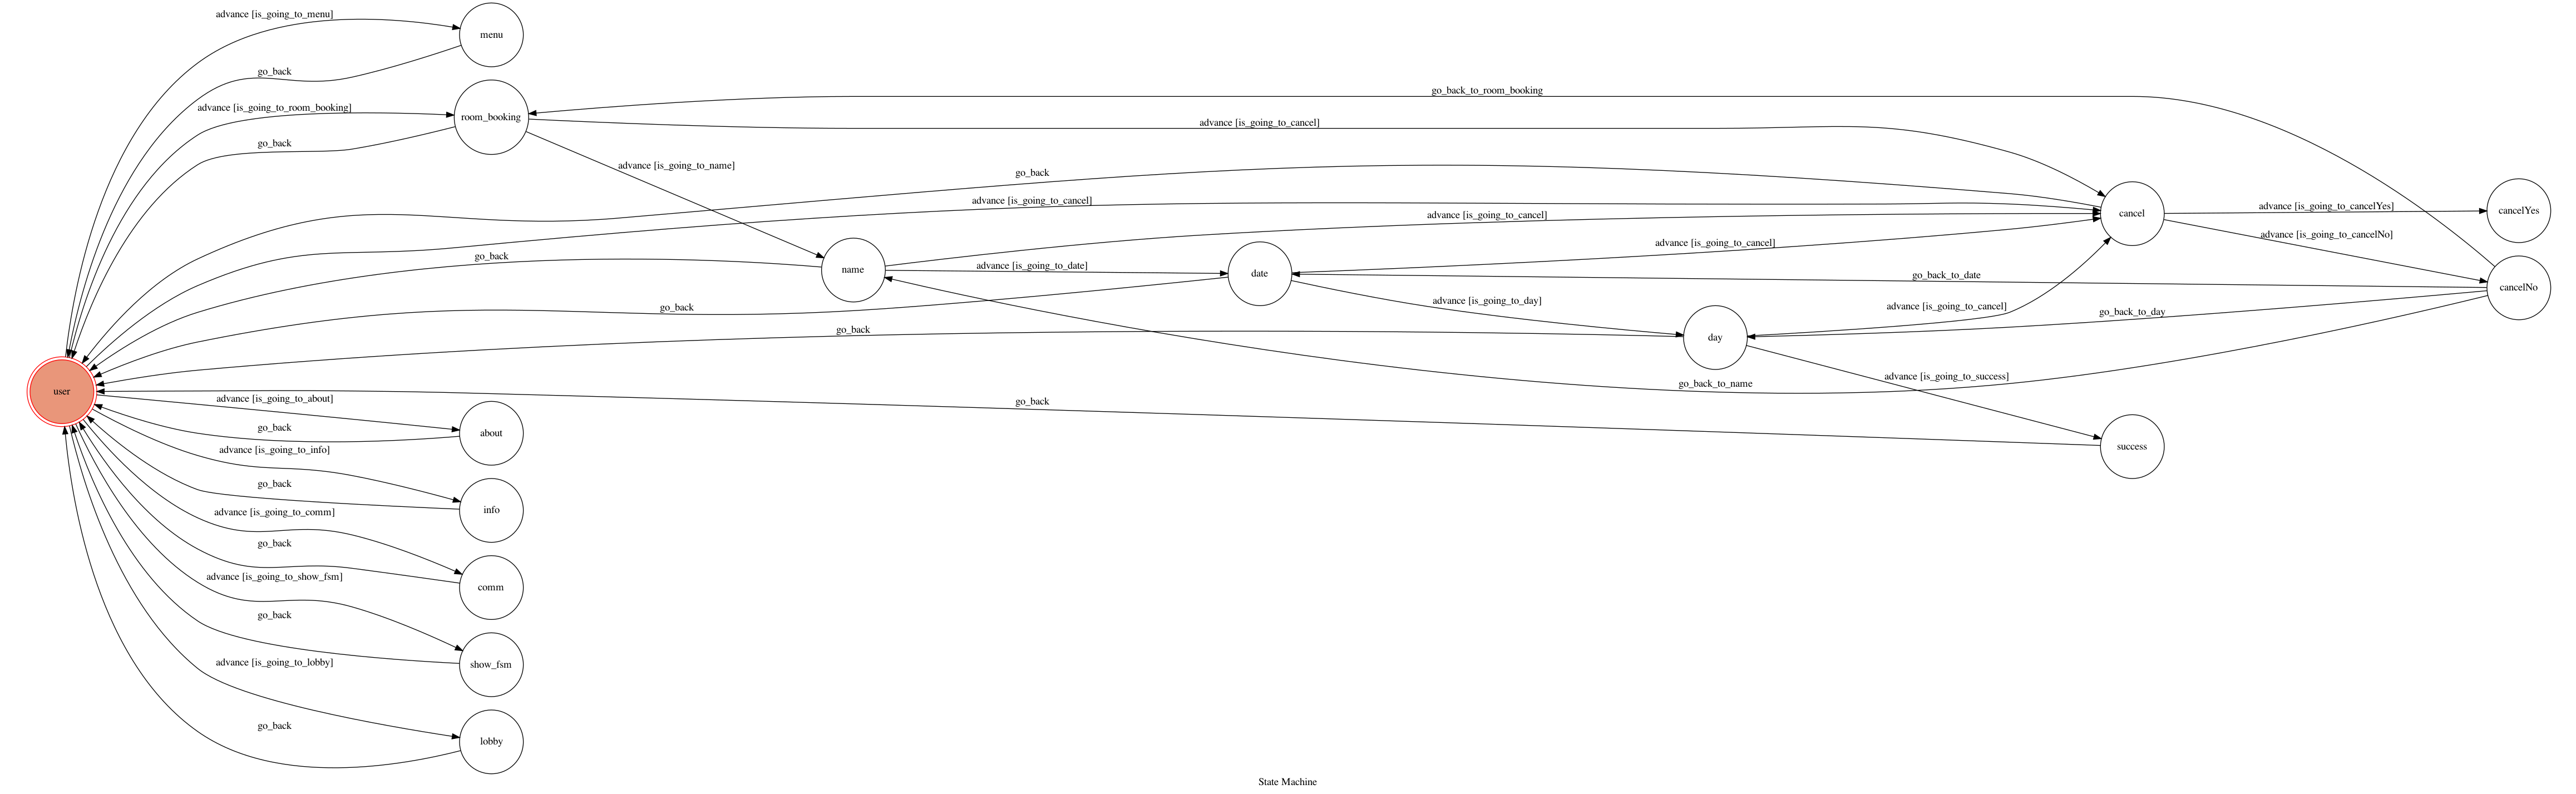 advance [is_going_to_menu]
menu
go_back
go_back_to_room_booking
advance [is_going_to_room_booking]
room_booking
advance [is_going_to_cancel]
go_back
advance [is_going_to_name]
go_back
advance [is_going_to_cancel]
advance [is_going_to_cancel]
cancel
advance [is_going_to_cancelYes]
cancelYes
advance [is_going_to_cancelNo]
advance [is_going_to_cancel]
go_back
name
advance [is_going_to_date]
date
go_back_to_date
cancelNo
go_back
advance [is_going_to_day]
advance [is_going_to_cancel]
go_back_to_day
go_back
day
go_back_to_name
advance [is_going_to_success]
user
advance [is_going_to_about]
go_back
go_back
about
success
advance [is_going_to_info]
go_back
info
advance [is_going_to_comm]
go_back
comm
advance [is_going_to_show_fsm]
go_back
show_fsm
advance [is_going_to_lobby]
go_back
lobby
State Machine